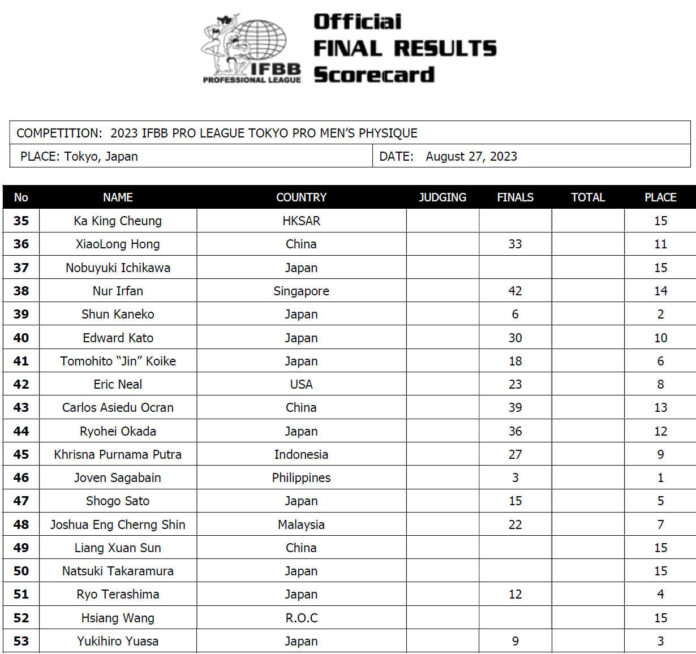 Official
FINAL RESULTS
Scorecard
IFBB
PROFESSIONAL LEAGUE
COMPETITION: 2023 IFBB PRO LEAGUE TOKYO PRO MEN'S PHYSIQUE
PLACE: Tokyo, Japan DATE: August 27, 2023
No NAME COUNTRY JUDGING FINALS TOTAL PLACE
35 Ka King Cheung HKSAR 15
36 XiaoLong Hong China 33 11
37 Nobuyuki Ichikawa Japan 15
38 Nur Irfan Singapore 42 14
39 Shun Kaneko Japan 6 2
40 Edward Kato Japan 30 10
41 Tomohito “Jin” Koike Japan 18 6
42 Eric Neal USA 23 8
43 Carlos Asiedu Ocran China 39 13
44 Ryohei Okada Japan 36 12
45 Khrisna Purnama Putra Indonesia 27 9
46 Joven Sagabain Philippines 3 1
47 Shogo Sato Japan 15 5
48 Joshua Eng Cherng Shin Malaysia 22 7
49 Liang Xuan Sun China 15
50 Natsuki Takaramura Japan 15
51 Ryo Terashima Japan 12 4
52 Hsiang Wang R.O.C 15
53 Yukihiro Yuasa Japan 9 3